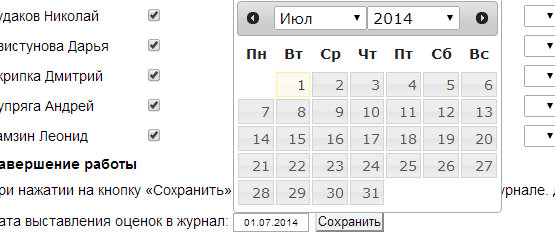 удаков Николай
Июл 2014
Пн Вт Ср Чт Пт Сб Вс
вистунова Дарья
1 2 3 4 5 6
крипка Дмитрий
7 8 9 10 11 12 13
упряга Андрей
14 15 16 17 18 19 20
амзин Леонид
21 22 23 24 25 26 27
авершение работы
28 29 30 31
ри нажатии на кнопку «Сохранить» урнале.
ата выставления оценок в журнал: 01.07.2014 Сохранить